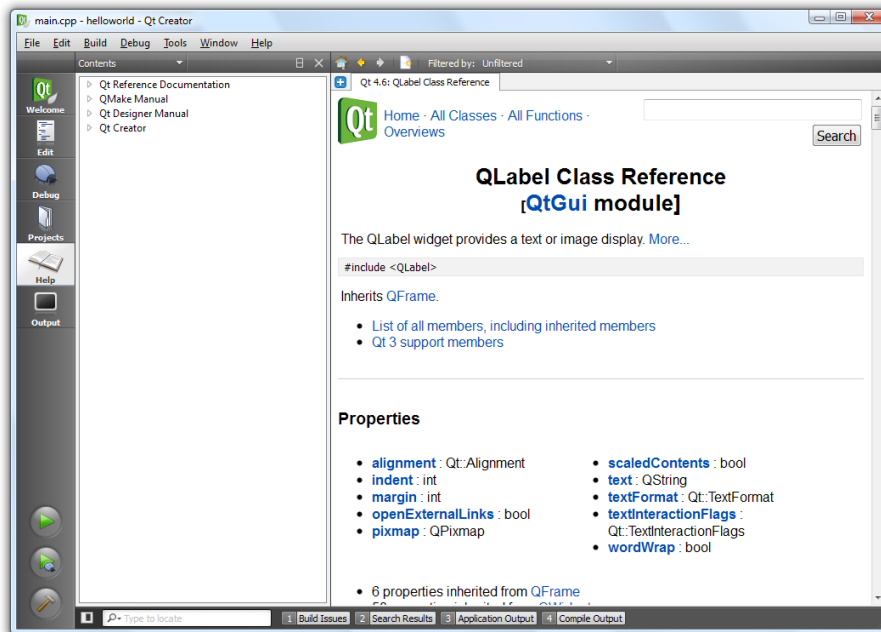 main.cpp - helloworld - Qt Creator
File Edit Build Debug Tools Window Help
Contents
Filtered by: Unfiltered
Qt 4.6: QLabel Class Reference
Welcome
Edit
Debug
Projects
Help
Output
Qt Reference Documentation
QMake Manual
Qt Designer Manual
Qt Creator
Qt
Home · All Classes · All Functions ·
Overviews
Search
QLabel Class Reference
[QtGui module]
The QLabel widget provides a text or image display. More...
#include <QLabel>
Inherits QFrame.
List of all members, including inherited members
Qt 3 support members
Properties
alignment : Qt::Alignment
indent : int
margin : int
openExternalLinks : bool
pixmap : QPixmap
scaledContents : bool
text : QString
textFormat : Qt::TextFormat
textInteractionFlags :
Qt::TextInteractionFlags
wordWrap : bool
6 properties inherited from QFrame
Type to locate
1 Build Issues 2 Search Results 3 Application Output 4 Compile Output